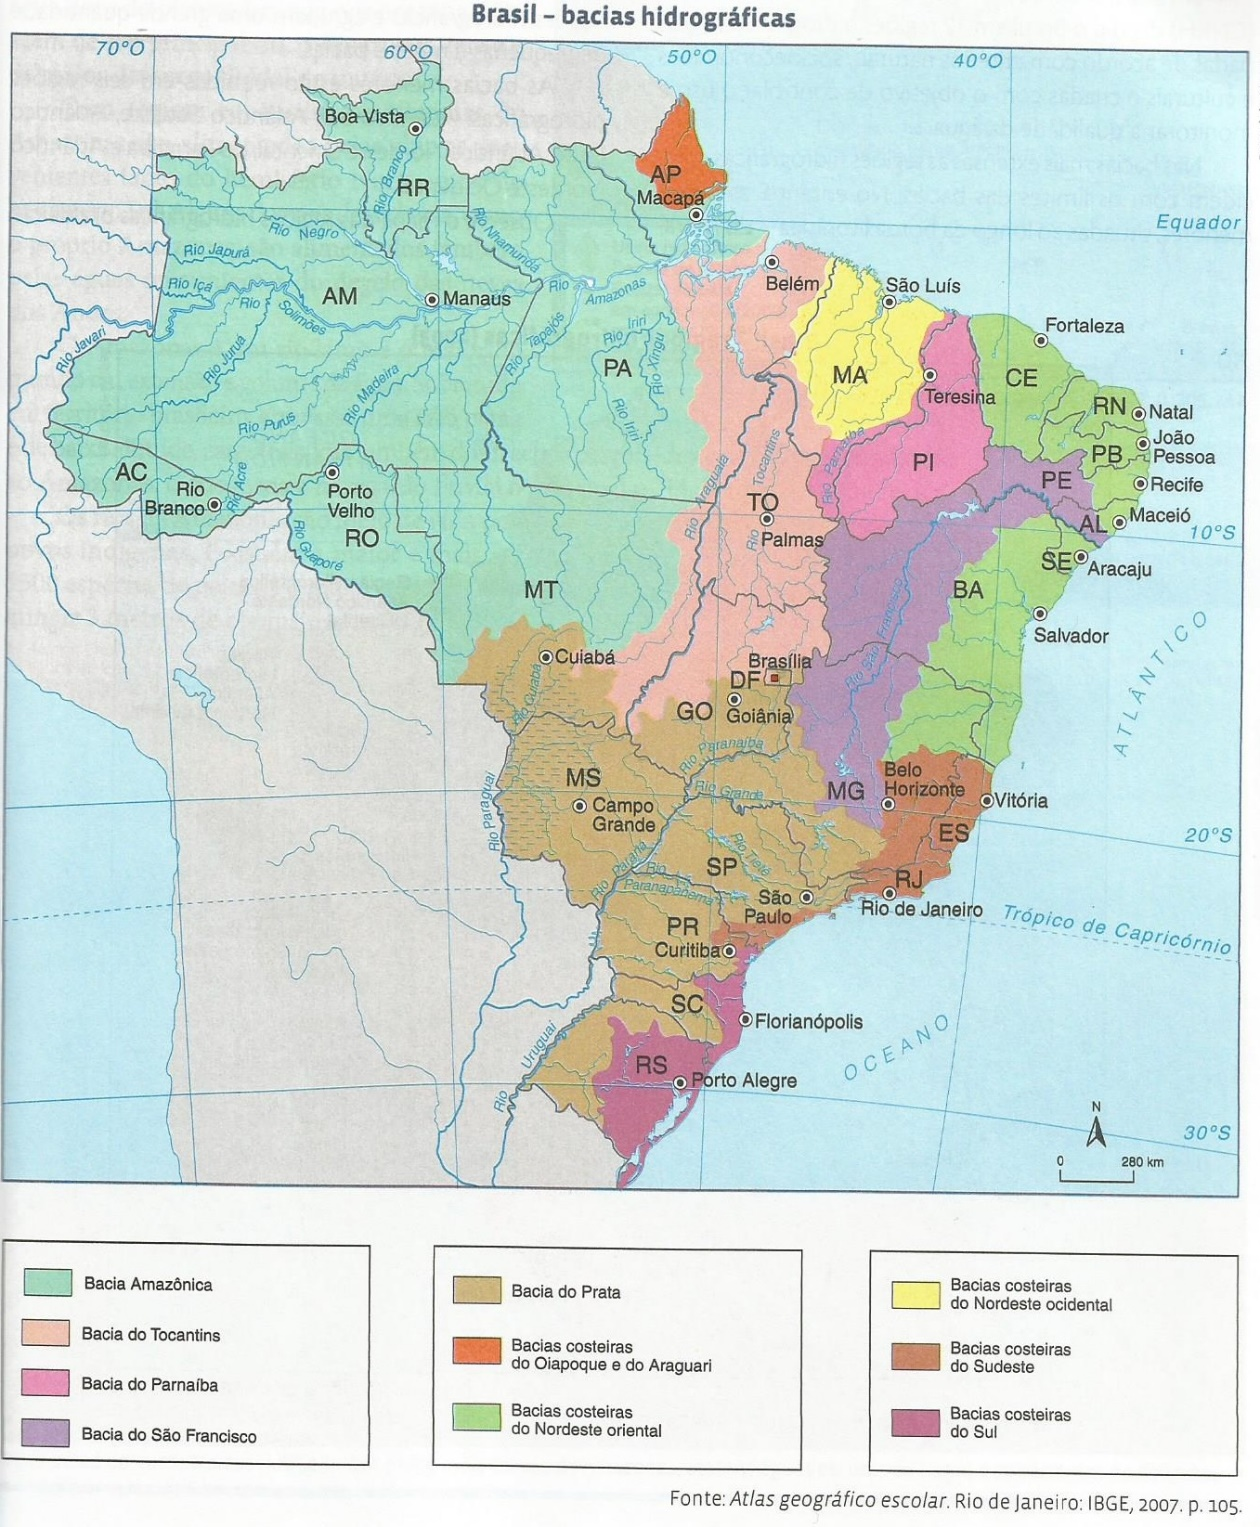 Brasil – bacias hidrográficas
70°O
60°O
50°O
40°O
Boa Vista
RR
Rio Branco
AP
Macapá
Equador
Rio Negro
Rio Nhamundá
Rio Japurá
Rio Içá
Rio Solimões
AM
Manaus
Rio Amazonas
Belém
São Luís
Rio Javari
Rio Juruá
Rio Tapajós
Rio Iriri
Rio Xingu
PA
Fortaleza
MA
CE
Teresina
Rio Madeira
Rio Purus
Rio Iriri
RN
Natal
João
Pessoa
PB
Rio Parnaíba
PI
PE
Recife
AC
Rio
Branco
Rio Acre
Porto
Velho
Rio Araguaia
Rio Tocantins
TO
Palmas
AL
Maceió
10°S
RO
Rio Guaporé
SE
Aracaju
MT
BA
Rio São Francisco
Salvador
Cuiabá
Rio Cuiabá
Brasília
DF
GO
Goiânia
ATLÂNTICO
Rio Paranaíba
MS
Rio Paraguai
Campo
Grande
Rio Grande
MG
Belo
Horizonte
Vitória
ES
20°S
Rio Paraná
Rio Tietê
SP
Rio
Paranapanema
São
Paulo
RJ
Rio de Janeiro
Trópico de Capricórnio
PR
Curitiba
SC
Florianópolis
OCEANO
Rio Uruguai
RS
Porto Alegre
N
30°S
0 280 km
Bacia Amazônica
Bacia do Tocantins
Bacia do Parnaíba
Bacia do São Francisco
Bacia do Prata
Bacias costeiras
do Oiapoque e do Araguari
Bacias costeiras
do Nordeste oriental
Bacias costeiras
do Nordeste ocidental
Bacias costeiras
do Sudeste
Bacias costeiras
do Sul
Fonte: Atlas geográfico escolar. Rio de Janeiro: IBGE, 2007. p. 105.